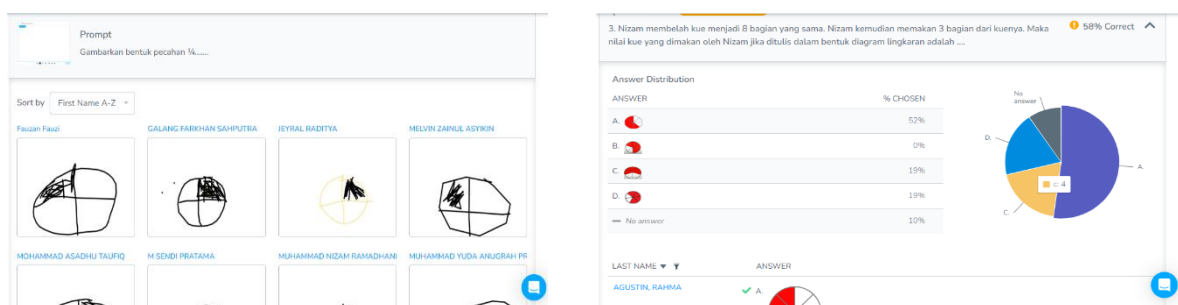 Prompt
Gambarkan bentuk pecahan ¼.......
Sort by
First Name A-Z
Fauzan Fauzi
GALANG FARKHAN SAHPUTRA
JEYRAL RADITYA
MELVIN ZAINUL ASYIKIN
MOHAMMAD ASADHU TAUFIQ
M SENDI PRATAMA
MUHAMMAD NIZAM RAMADHANI
MUHAMMAD YUDA ANUGRAH PR
3. Nizam membelah kue menjadi 8 bagian yang sama. Nizam kemudian memakan 3 bagian dari kuenya. Maka
nilai kue yang dimakan oleh Nizam jika ditulis dalam bentuk diagram lingkaran adalah ....
58% Correct
Answer Distribution
ANSWER
% CHOSEN
A.
52%
B.
0%
C.
19%
D.
19%
No answer
10%
No
answer
D.
A.
C.
c: 4
LAST NAME
ANSWER
AGUSTIN, RAHMA
A.